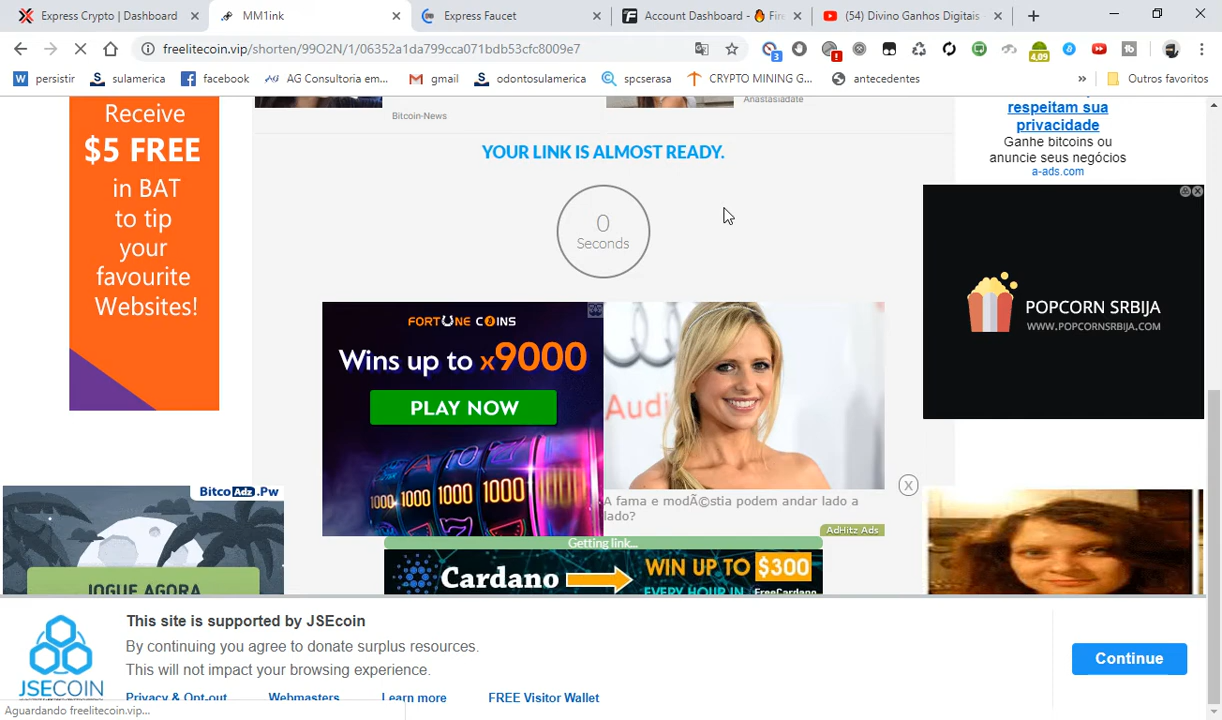 Express Crypto | Dashboard
MM1ink
Express Faucet
Account Dashboard - 🔥 Fire
(54) Divino Ganhos Digitais -
freelitecoin.vip/shorten/99O2N/1/06352a1da799cca071bdb53cfc8009e7
3
4,09
persistir
sulamerica
facebook
AG Consultoria em...
gmail
odontosulamerica
spcserasa
CRYPTO MINING G...
antecedentes
»
Outros favoritos
Receive
$5 FREE
in BAT
to tip
your
favourite
Websites!
Bitcoin-News
Anastasiadate
YOUR LINK IS ALMOST READY.
0
Seconds
respeitam sua
privacidade
Ganhe bitcoins ou
anuncie seus negócios
a-ads.com
POPCORN SRBIJA
WWW.POPCORNSRBIJA.COM
FORTUNE COINS
Wins up to x9000
PLAY NOW
1000 1000 1000 1000
Audi
A fama e modÃ©stia podem andar lado a
lado?
AdHitz Ads
X
BitcoAdz.Pw
JOGUE AGORA
Getting link...
Cardano
WIN UP TO $300
EVERY HOUR IN FreeCardano
This site is supported by JSEcoin
By continuing you agree to donate surplus resources.
This will not impact your browsing experience.
JSECOIN
Privacy & Opt-out
Webmasters
Learn more
FREE Visitor Wallet
Continue
Aguardando freelitecoin.vip...